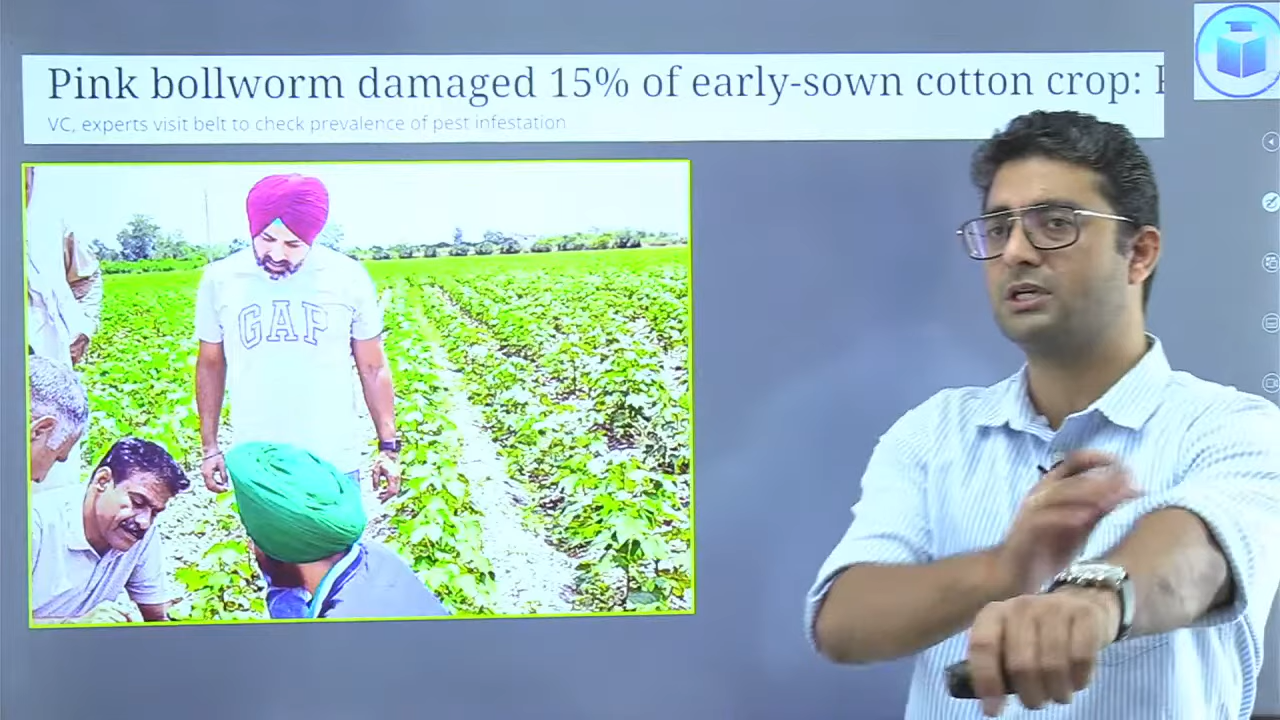 Pink bollworm damaged 15% of early-sown cotton crop:
VC, experts visit belt to check prevalence of pest infestation
GAP